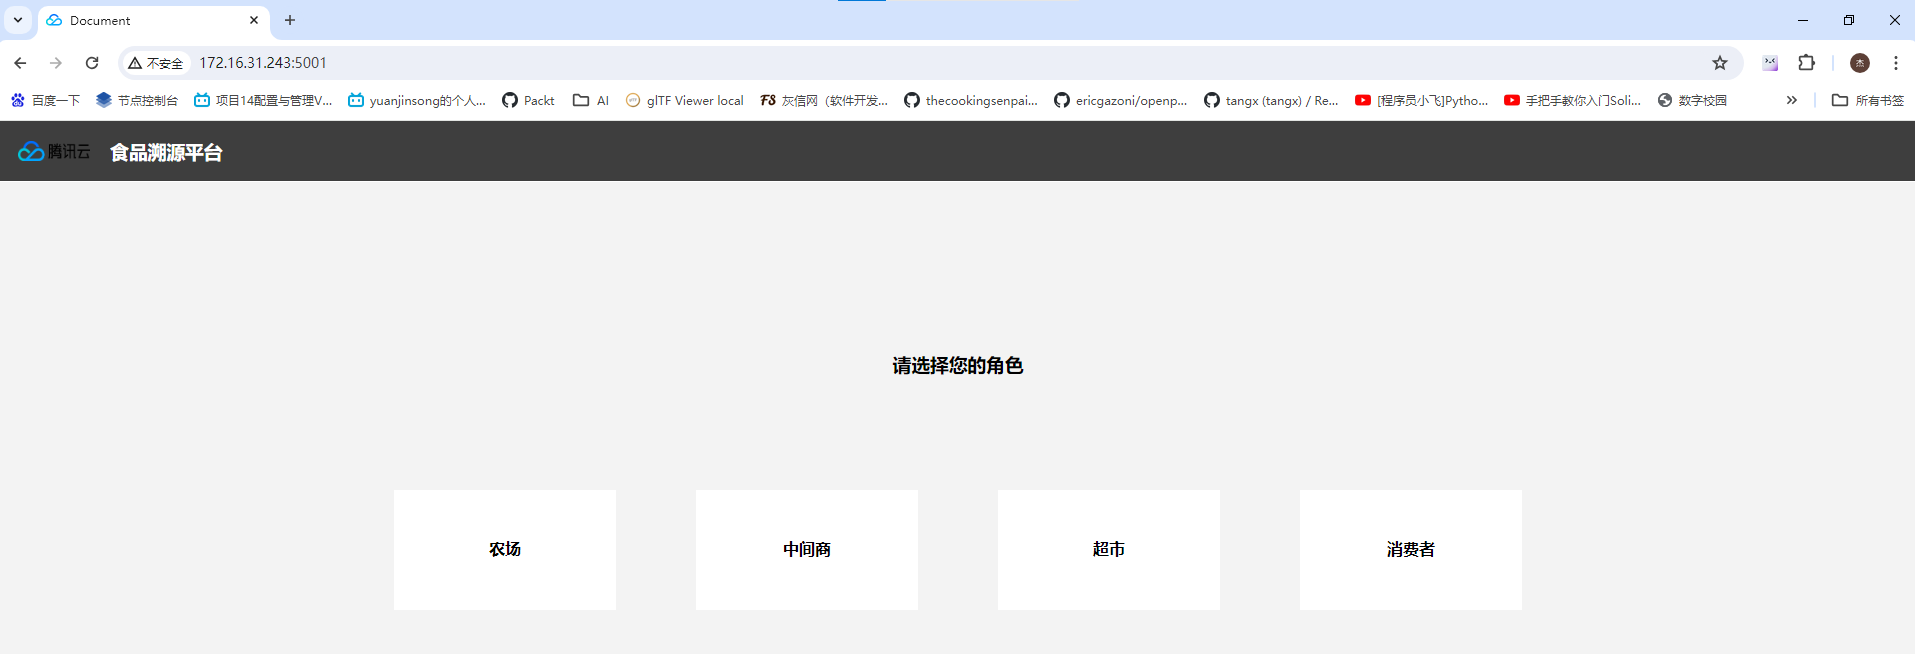 Document
不安全 172.16.31.243:5001 杰
百度一下 节点控制台 项目14配置与管理V... yuanjinsong的个人... Packt AI glTF Viewer local FS 灰信网（软件开发... thecookingsenpai... ericgazoni/openp... tangx (tangx) / Re... [程序员小飞]Pytho... 手把手教你入门Soli... 数字校园 所有书签
腾讯云 食品溯源平台
请选择您的角色
农场 中间商 超市 消费者